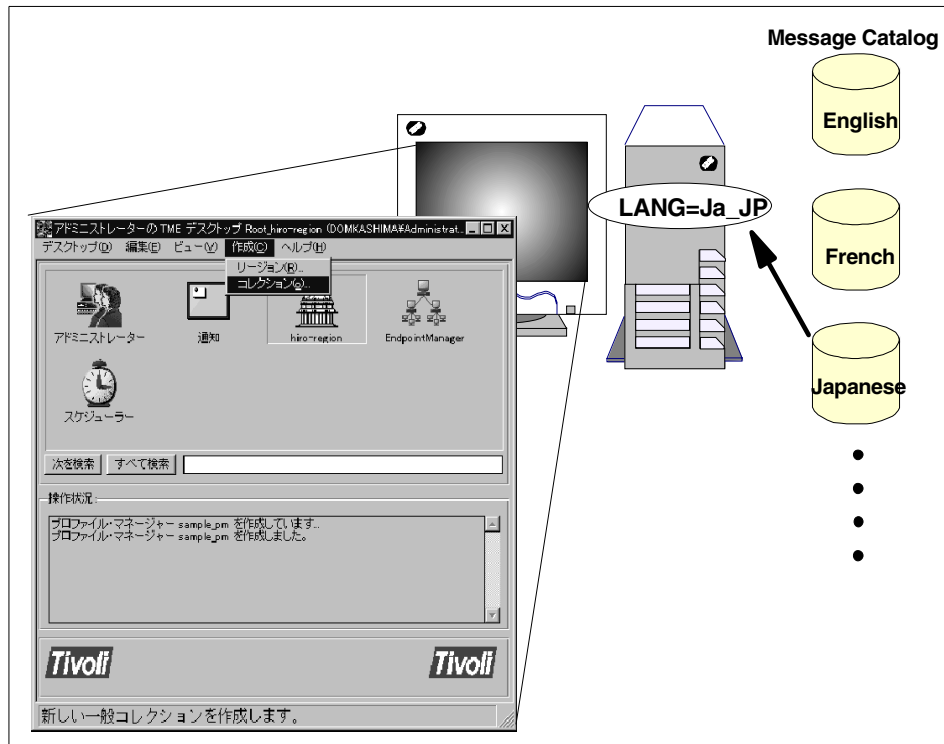 Message Catalog
English
LANG=Ja_JP
French
Japanese
アドミニストレーターの TME デスクトップ Root_hiro-region (DOMKASHIMA¥Administrat..
デスクトップ(D) 編集(E) ビュー(V) 作成(C) ヘルプ(H)
リージョン(R)...
コレクション(O)...
アドミニストレーター
通知
hiro-region
EndpointManager
スケジューラー
次を検索 すべて検索
操作状況:
プロファイル・マネージャー sample_pm を作成しています...
プロファイル・マネージャー sample_pm を作成しました。
Tivoli Tivoli
新しい一般コレクションを作成します。